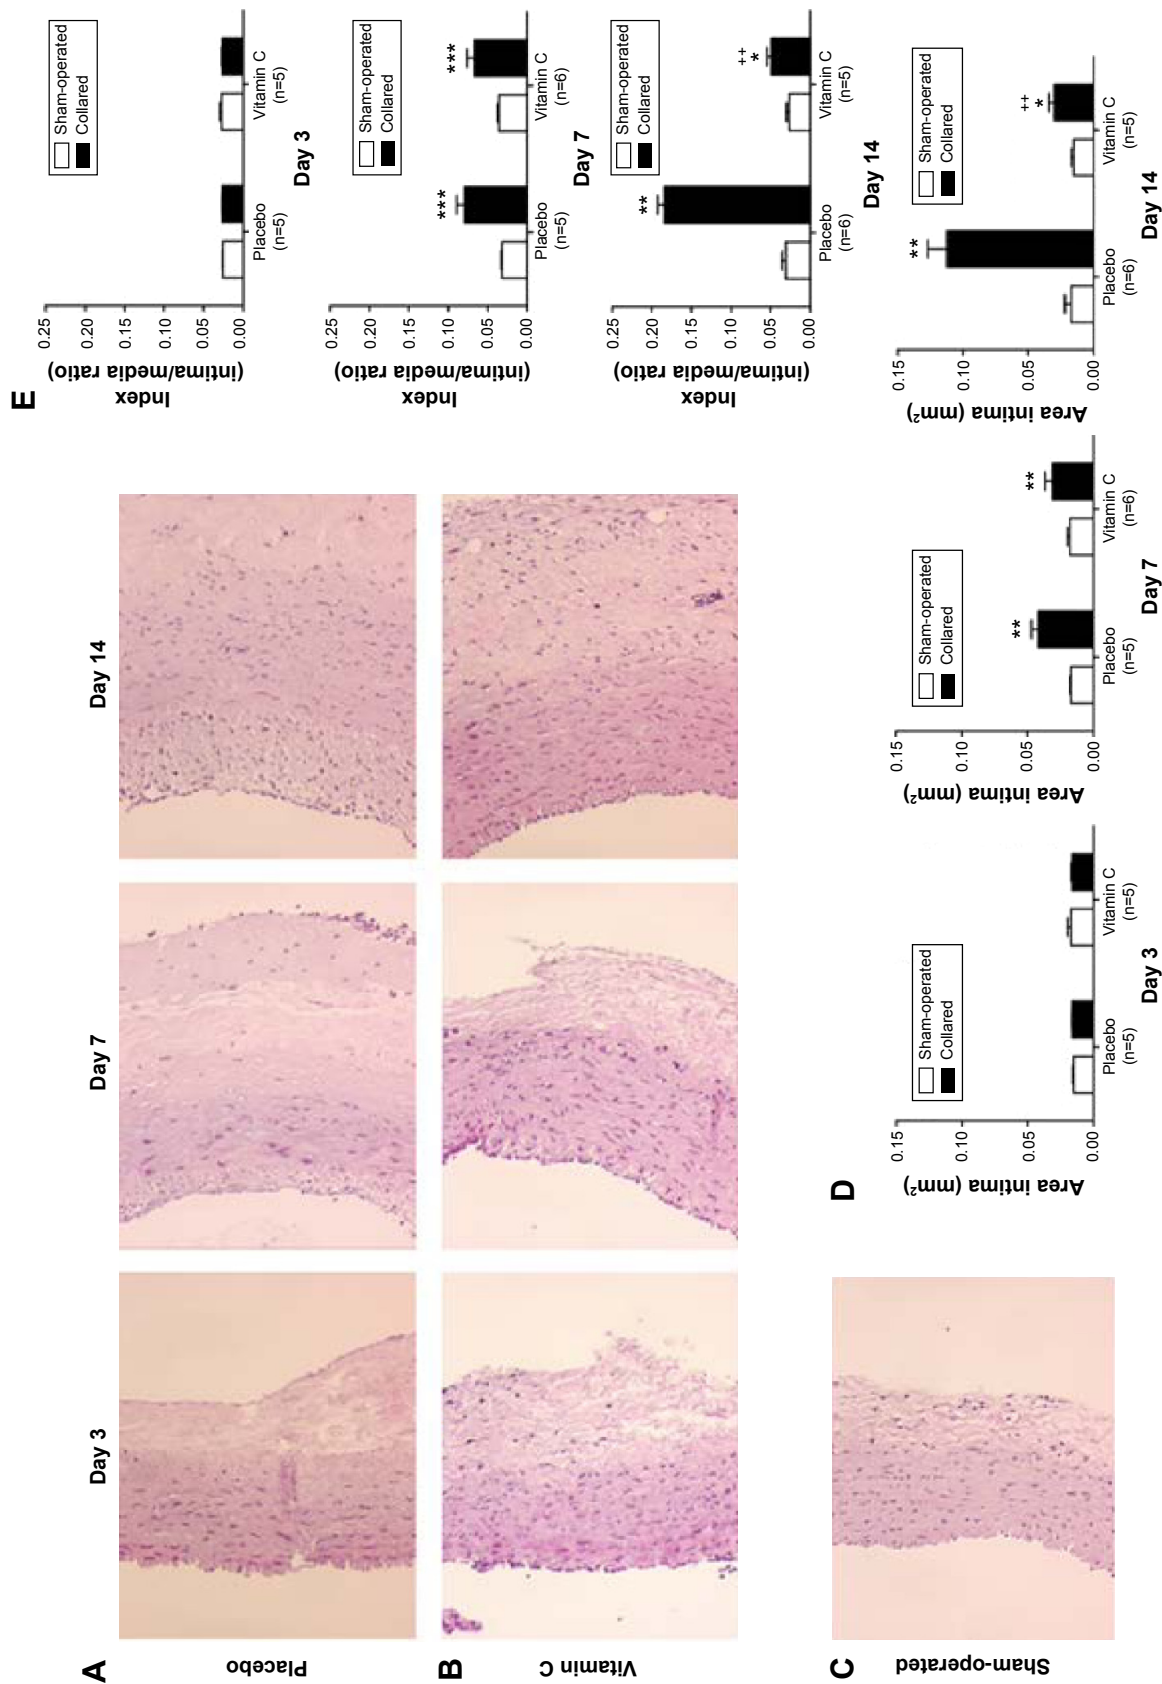 A
Day 3
Day 7
Day 14
Placebo
B
Vitamin C
C
Sham-operated
D
Area intima (mm²)
0.15
0.10
0.05
0.00
Sham-operated
Collared
Placebo
(n=5)
Vitamin C
(n=5)
Day 3
Area intima (mm²)
0.15
0.10
0.05
0.00
Sham-operated
Collared
**
**
Placebo
(n=5)
Vitamin C
(n=6)
Day 7
Area intima (mm²)
0.15
0.10
0.05
0.00
Sham-operated
Collared
**
++
*
Placebo
(n=6)
Vitamin C
(n=5)
Day 14
E
Index
(intima/media ratio)
0.25
0.20
0.15
0.10
0.05
0.00
Sham-operated
Collared
Placebo
(n=5)
Vitamin C
(n=5)
Day 3
Index
(intima/media ratio)
0.25
0.20
0.15
0.10
0.05
0.00
Sham-operated
Collared
***
***
Placebo
(n=5)
Vitamin C
(n=6)
Day 7
Index
(intima/media ratio)
0.25
0.20
0.15
0.10
0.05
0.00
Sham-operated
Collared
**
++
*
Placebo
(n=6)
Vitamin C
(n=5)
Day 14